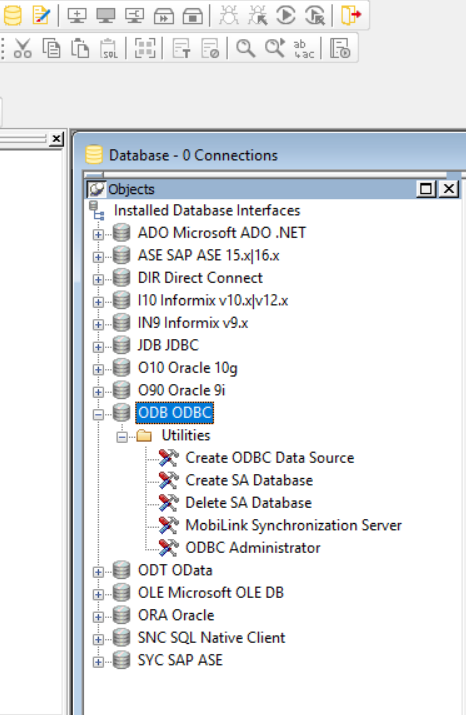 SQL
ab
ac
Database - 0 Connections
Objects
Installed Database Interfaces
ADO Microsoft ADO .NET
ASE SAP ASE 15.x|16.x
DIR Direct Connect
I10 Informix v10.x|v12.x
IN9 Informix v9.x
JDB JDBC
O10 Oracle 10g
O90 Oracle 9i
ODB ODBC
Utilities
Create ODBC Data Source
Create SA Database
Delete SA Database
MobiLink Synchronization Server
ODBC Administrator
ODT OData
OLE Microsoft OLE DB
ORA Oracle
SNC SQL Native Client
SYC SAP ASE